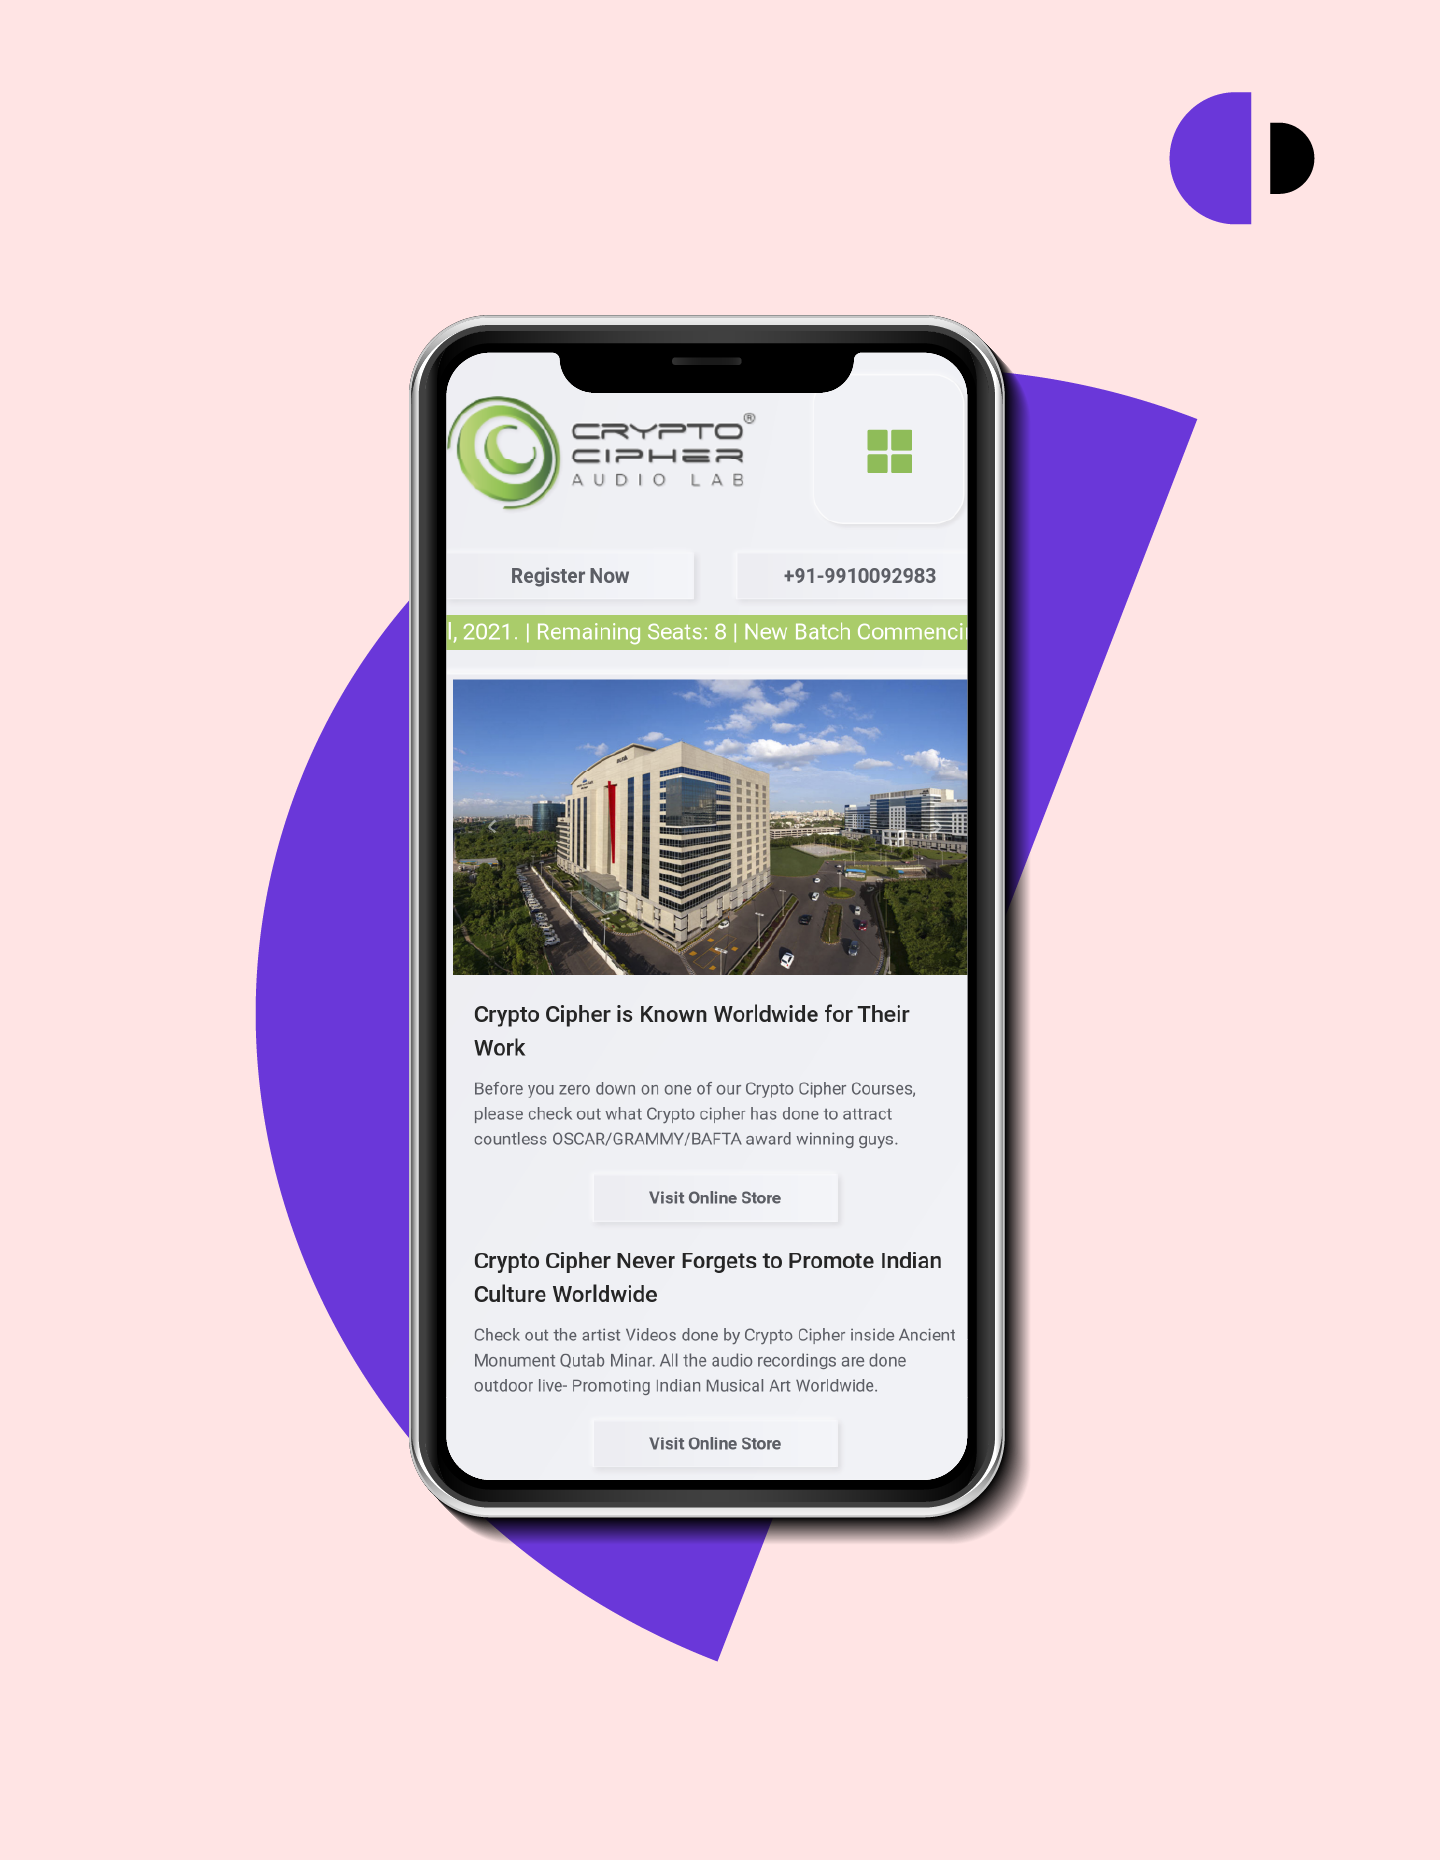 CRYPTO®
CIPHER
AUDIO LAB
Register Now
+91-9910092983
l, 2021. | Remaining Seats: 8 | New Batch Commenci
Crypto Cipher is Known Worldwide for Their
Work
Before you zero down on one of our Crypto Cipher Courses,
please check out what Crypto cipher has done to attract
countless OSCAR/GRAMMY/BAFTA award winning guys.
Visit Online Store
Crypto Cipher Never Forgets to Promote Indian
Culture Worldwide
Check out the artist Videos done by Crypto Cipher inside Ancient
Monument Qutab Minar. All the audio recordings are done
outdoor live- Promoting Indian Musical Art Worldwide.
Visit Online Store